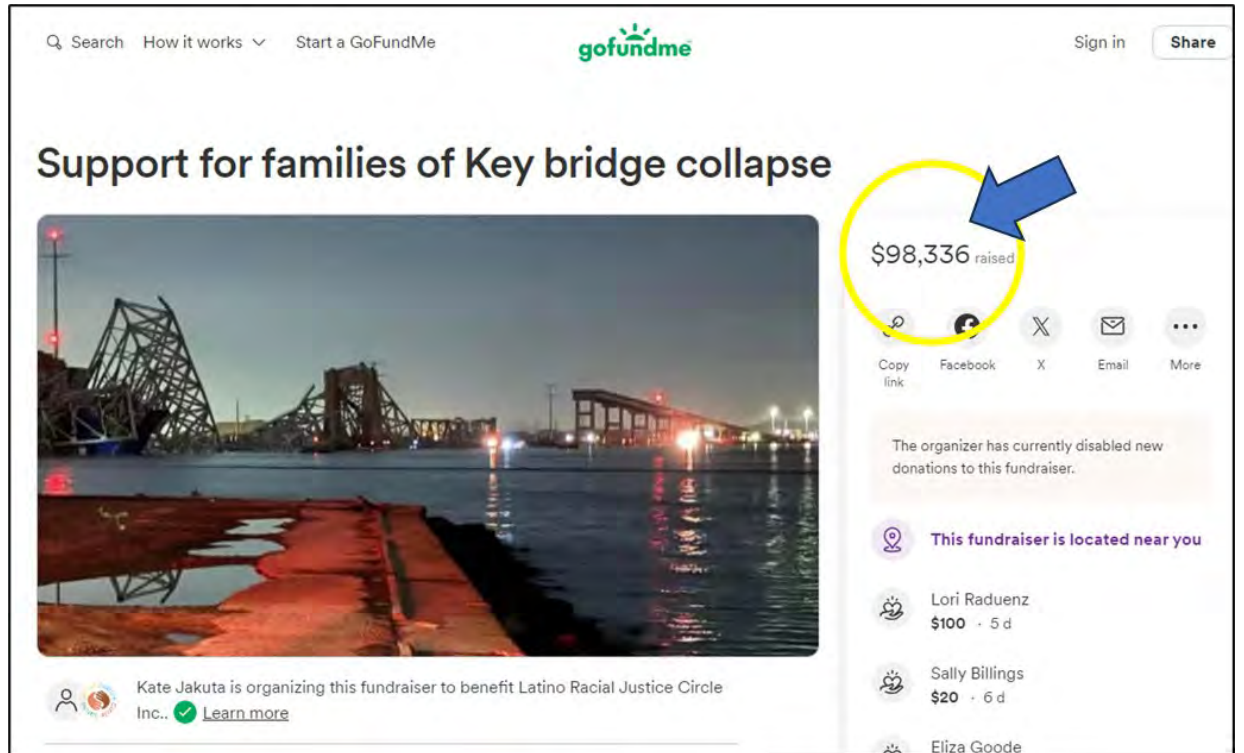 Search How it works Start a GoFundMe gofundme Sign in Share
Support for families of Key bridge collapse
$98,336 raised
Copy link Facebook X Email More
The organizer has currently disabled new
donations to this fundraiser.
This fundraiser is located near you
Lori Raduenz
$100 · 5 d
Sally Billings
$20 · 6 d
Eliza Goode
Kate Jakuta is organizing this fundraiser to benefit Latino Racial Justice Circle
Inc.. Learn more